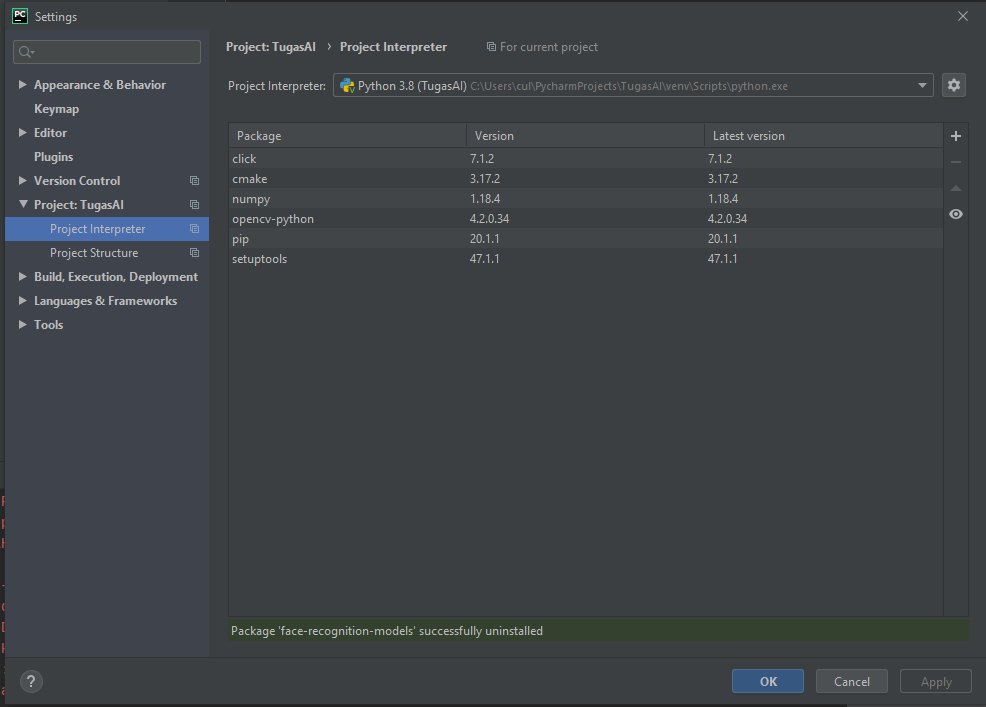 PC Settings
Project: TugasAI › Project Interpreter For current project
Project Interpreter: Python 3.8 (TugasAI) C:\Users\cul\PycharmProjects\TugasAI\venv\Scripts\python.exe
Appearance & Behavior
Keymap
Editor
Plugins
Version Control
Project: TugasAI
Project Interpreter
Project Structure
Build, Execution, Deployment
Languages & Frameworks
Tools
Package Version Latest version
click 7.1.2 7.1.2
cmake 3.17.2 3.17.2
numpy 1.18.4 1.18.4
opencv-python 4.2.0.34 4.2.0.34
pip 20.1.1 20.1.1
setuptools 47.1.1 47.1.1
Package 'face-recognition-models' successfully uninstalled
? OK Cancel Apply